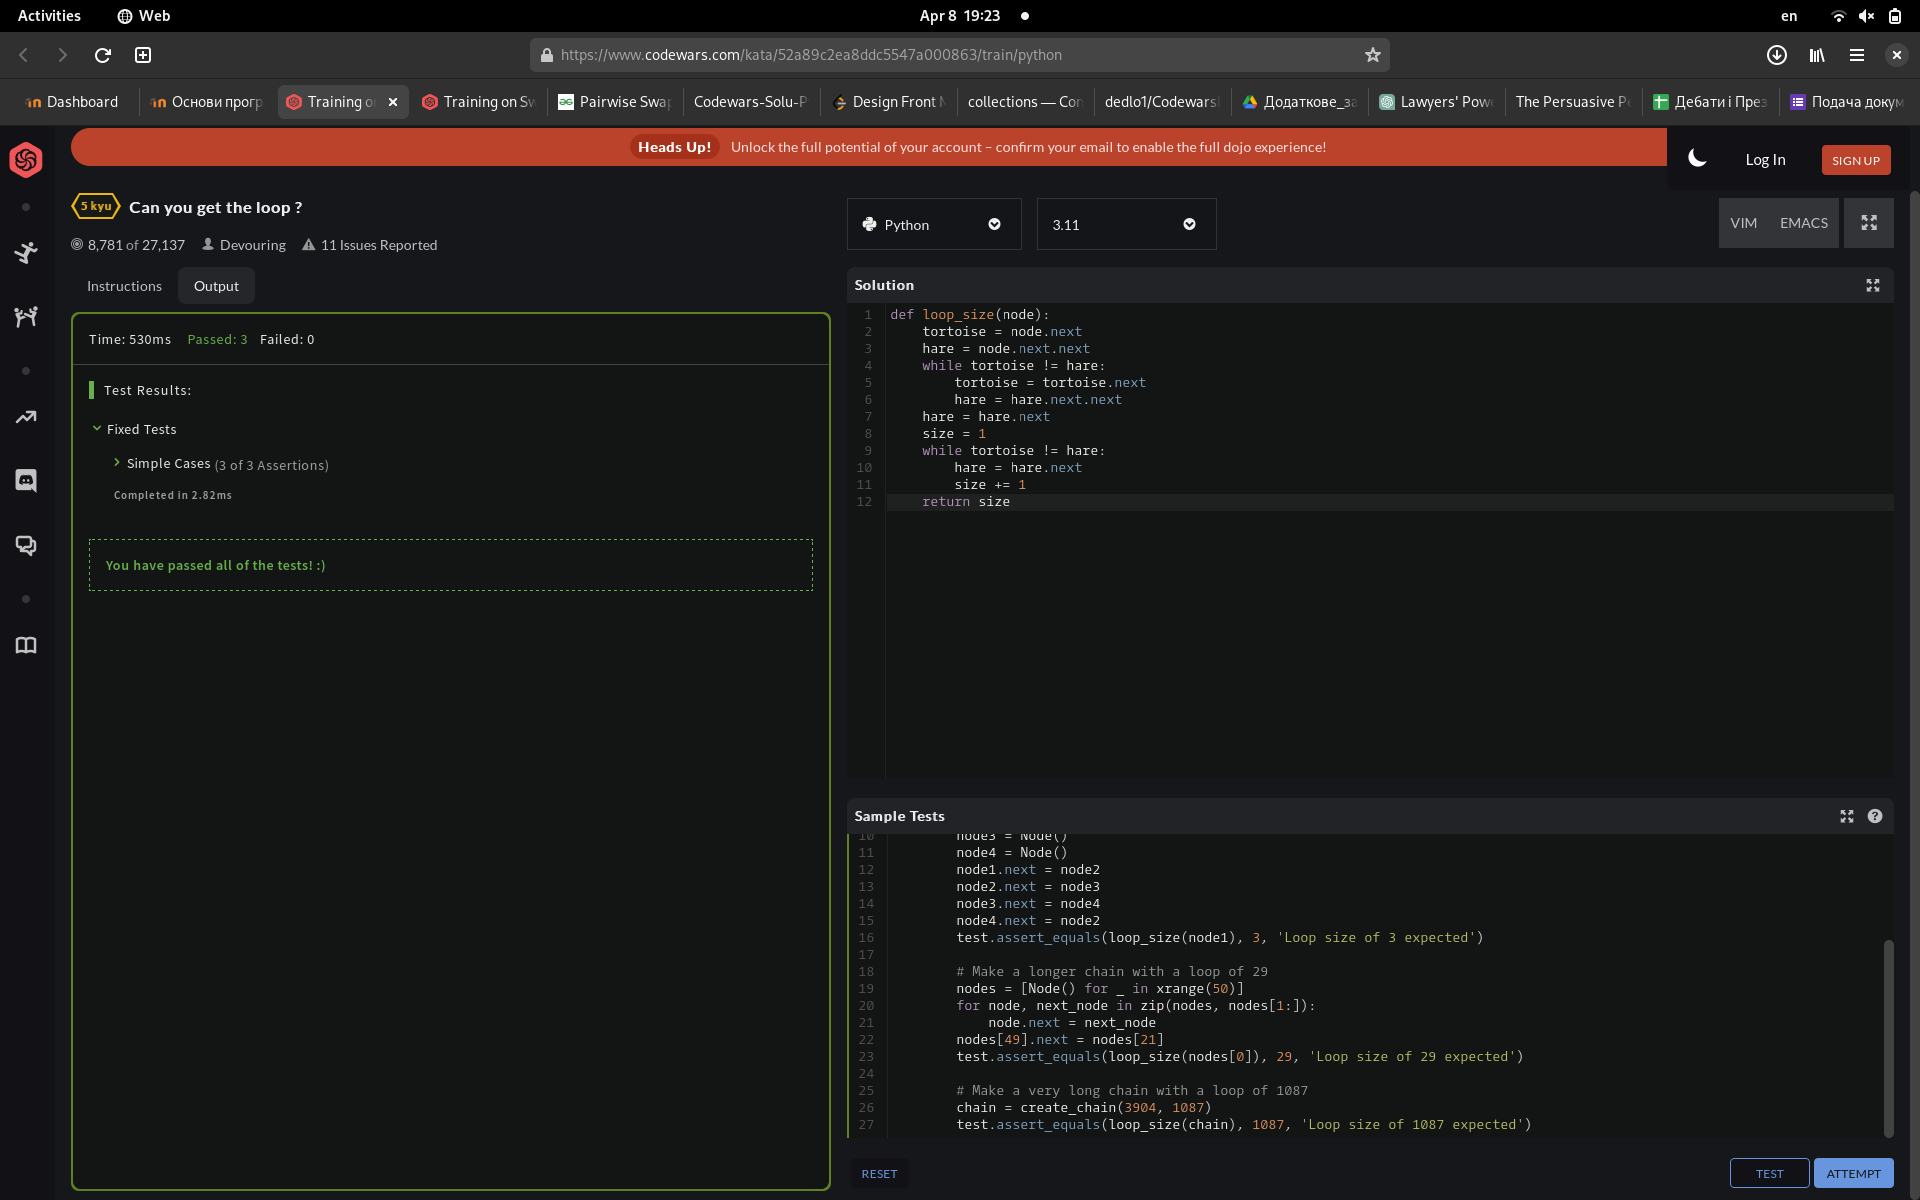 Activities
Web
Apr 8 19:23
en
https://www.codewars.com/kata/52a89c2ea8ddc5547a000863/train/python
Dashboard
Основи прогр
Training o
Training on Sw
Pairwise Swap
Codewars-Solu-P
Design Front M
collections — Con
dedlo1/Codewars
Додаткове_за
Lawyers' Pow
The Persuasive P
Дебати і През
Подача докум
Heads Up! Unlock the full potential of your account – confirm your email to enable the full dojo experience!
Log In
SIGN UP
5 kyu
Can you get the loop ?
8,781 of 27,137
Devouring
11 Issues Reported
Python
3.11
VIM
EMACS
Instructions
Output
Time: 530ms Passed: 3 Failed: 0
Test Results:
Fixed Tests
Simple Cases (3 of 3 Assertions)
Completed in 2.82ms
You have passed all of the tests! :)
Solution
1 def loop_size(node):
2 tortoise = node.next
3 hare = node.next.next
4 while tortoise != hare:
5 tortoise = tortoise.next
6 hare = hare.next.next
7 hare = hare.next
8 size = 1
9 while tortoise != hare:
10 hare = hare.next
11 size += 1
12 return size
Sample Tests
10 node3 = Node()
11 node4 = Node()
12 node1.next = node2
13 node2.next = node3
14 node3.next = node4
15 node4.next = node2
16 test.assert_equals(loop_size(node1), 3, 'Loop size of 3 expected')
17
18 # Make a longer chain with a loop of 29
19 nodes = [Node() for _ in xrange(50)]
20 for node, next_node in zip(nodes, nodes[1:]):
21 node.next = next_node
22 nodes[49].next = nodes[21]
23 test.assert_equals(loop_size(nodes[0]), 29, 'Loop size of 29 expected')
24
25 # Make a very long chain with a loop of 1087
26 chain = create_chain(3904, 1087)
27 test.assert_equals(loop_size(chain), 1087, 'Loop size of 1087 expected')
RESET
TEST
ATTEMPT